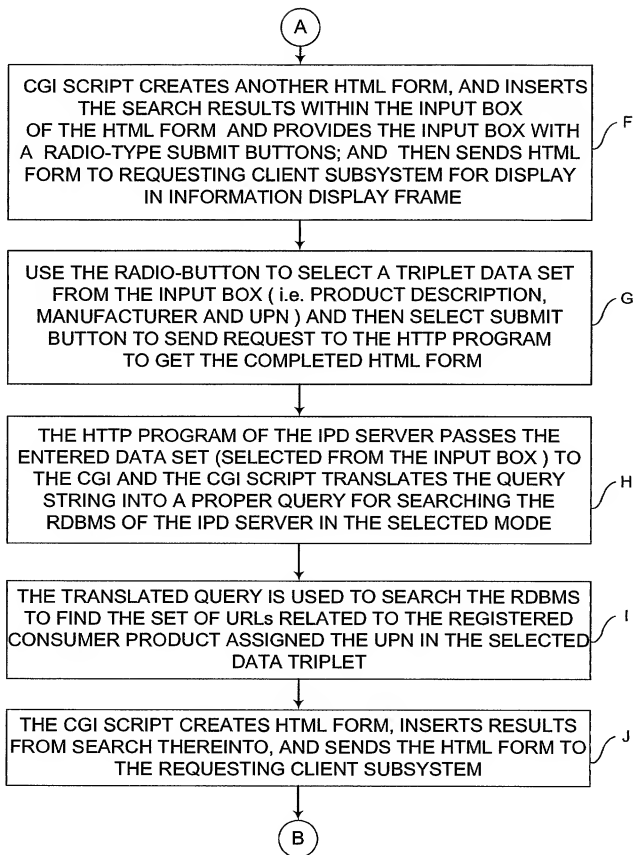 A
CGI SCRIPT CREATES ANOTHER HTML FORM, AND INSERTS
THE SEARCH RESULTS WITHIN THE INPUT BOX
OF THE HTML FORM AND PROVIDES THE INPUT BOX WITH
A RADIO-TYPE SUBMIT BUTTONS; AND THEN SENDS HTML
FORM TO REQUESTING CLIENT SUBSYSTEM FOR DISPLAY
IN INFORMATION DISPLAY FRAME
F
USE THE RADIO-BUTTON TO SELECT A TRIPLET DATA SET
FROM THE INPUT BOX ( i.e. PRODUCT DESCRIPTION,
MANUFACTURER AND UPN ) AND THEN SELECT SUBMIT
BUTTON TO SEND REQUEST TO THE HTTP PROGRAM
TO GET THE COMPLETED HTML FORM
G
THE HTTP PROGRAM OF THE IPD SERVER PASSES THE
ENTERED DATA SET (SELECTED FROM THE INPUT BOX ) TO
THE CGI AND THE CGI SCRIPT TRANSLATES THE QUERY
STRING INTO A PROPER QUERY FOR SEARCHING THE
RDBMS OF THE IPD SERVER IN THE SELECTED MODE
H
THE TRANSLATED QUERY IS USED TO SEARCH THE RDBMS
TO FIND THE SET OF URLs RELATED TO THE REGISTERED
CONSUMER PRODUCT ASSIGNED THE UPN IN THE SELECTED
DATA TRIPLET
I
THE CGI SCRIPT CREATES HTML FORM, INSERTS RESULTS
FROM SEARCH THEREINTO, AND SENDS THE HTML FORM TO
THE REQUESTING CLIENT SUBSYSTEM
J
B